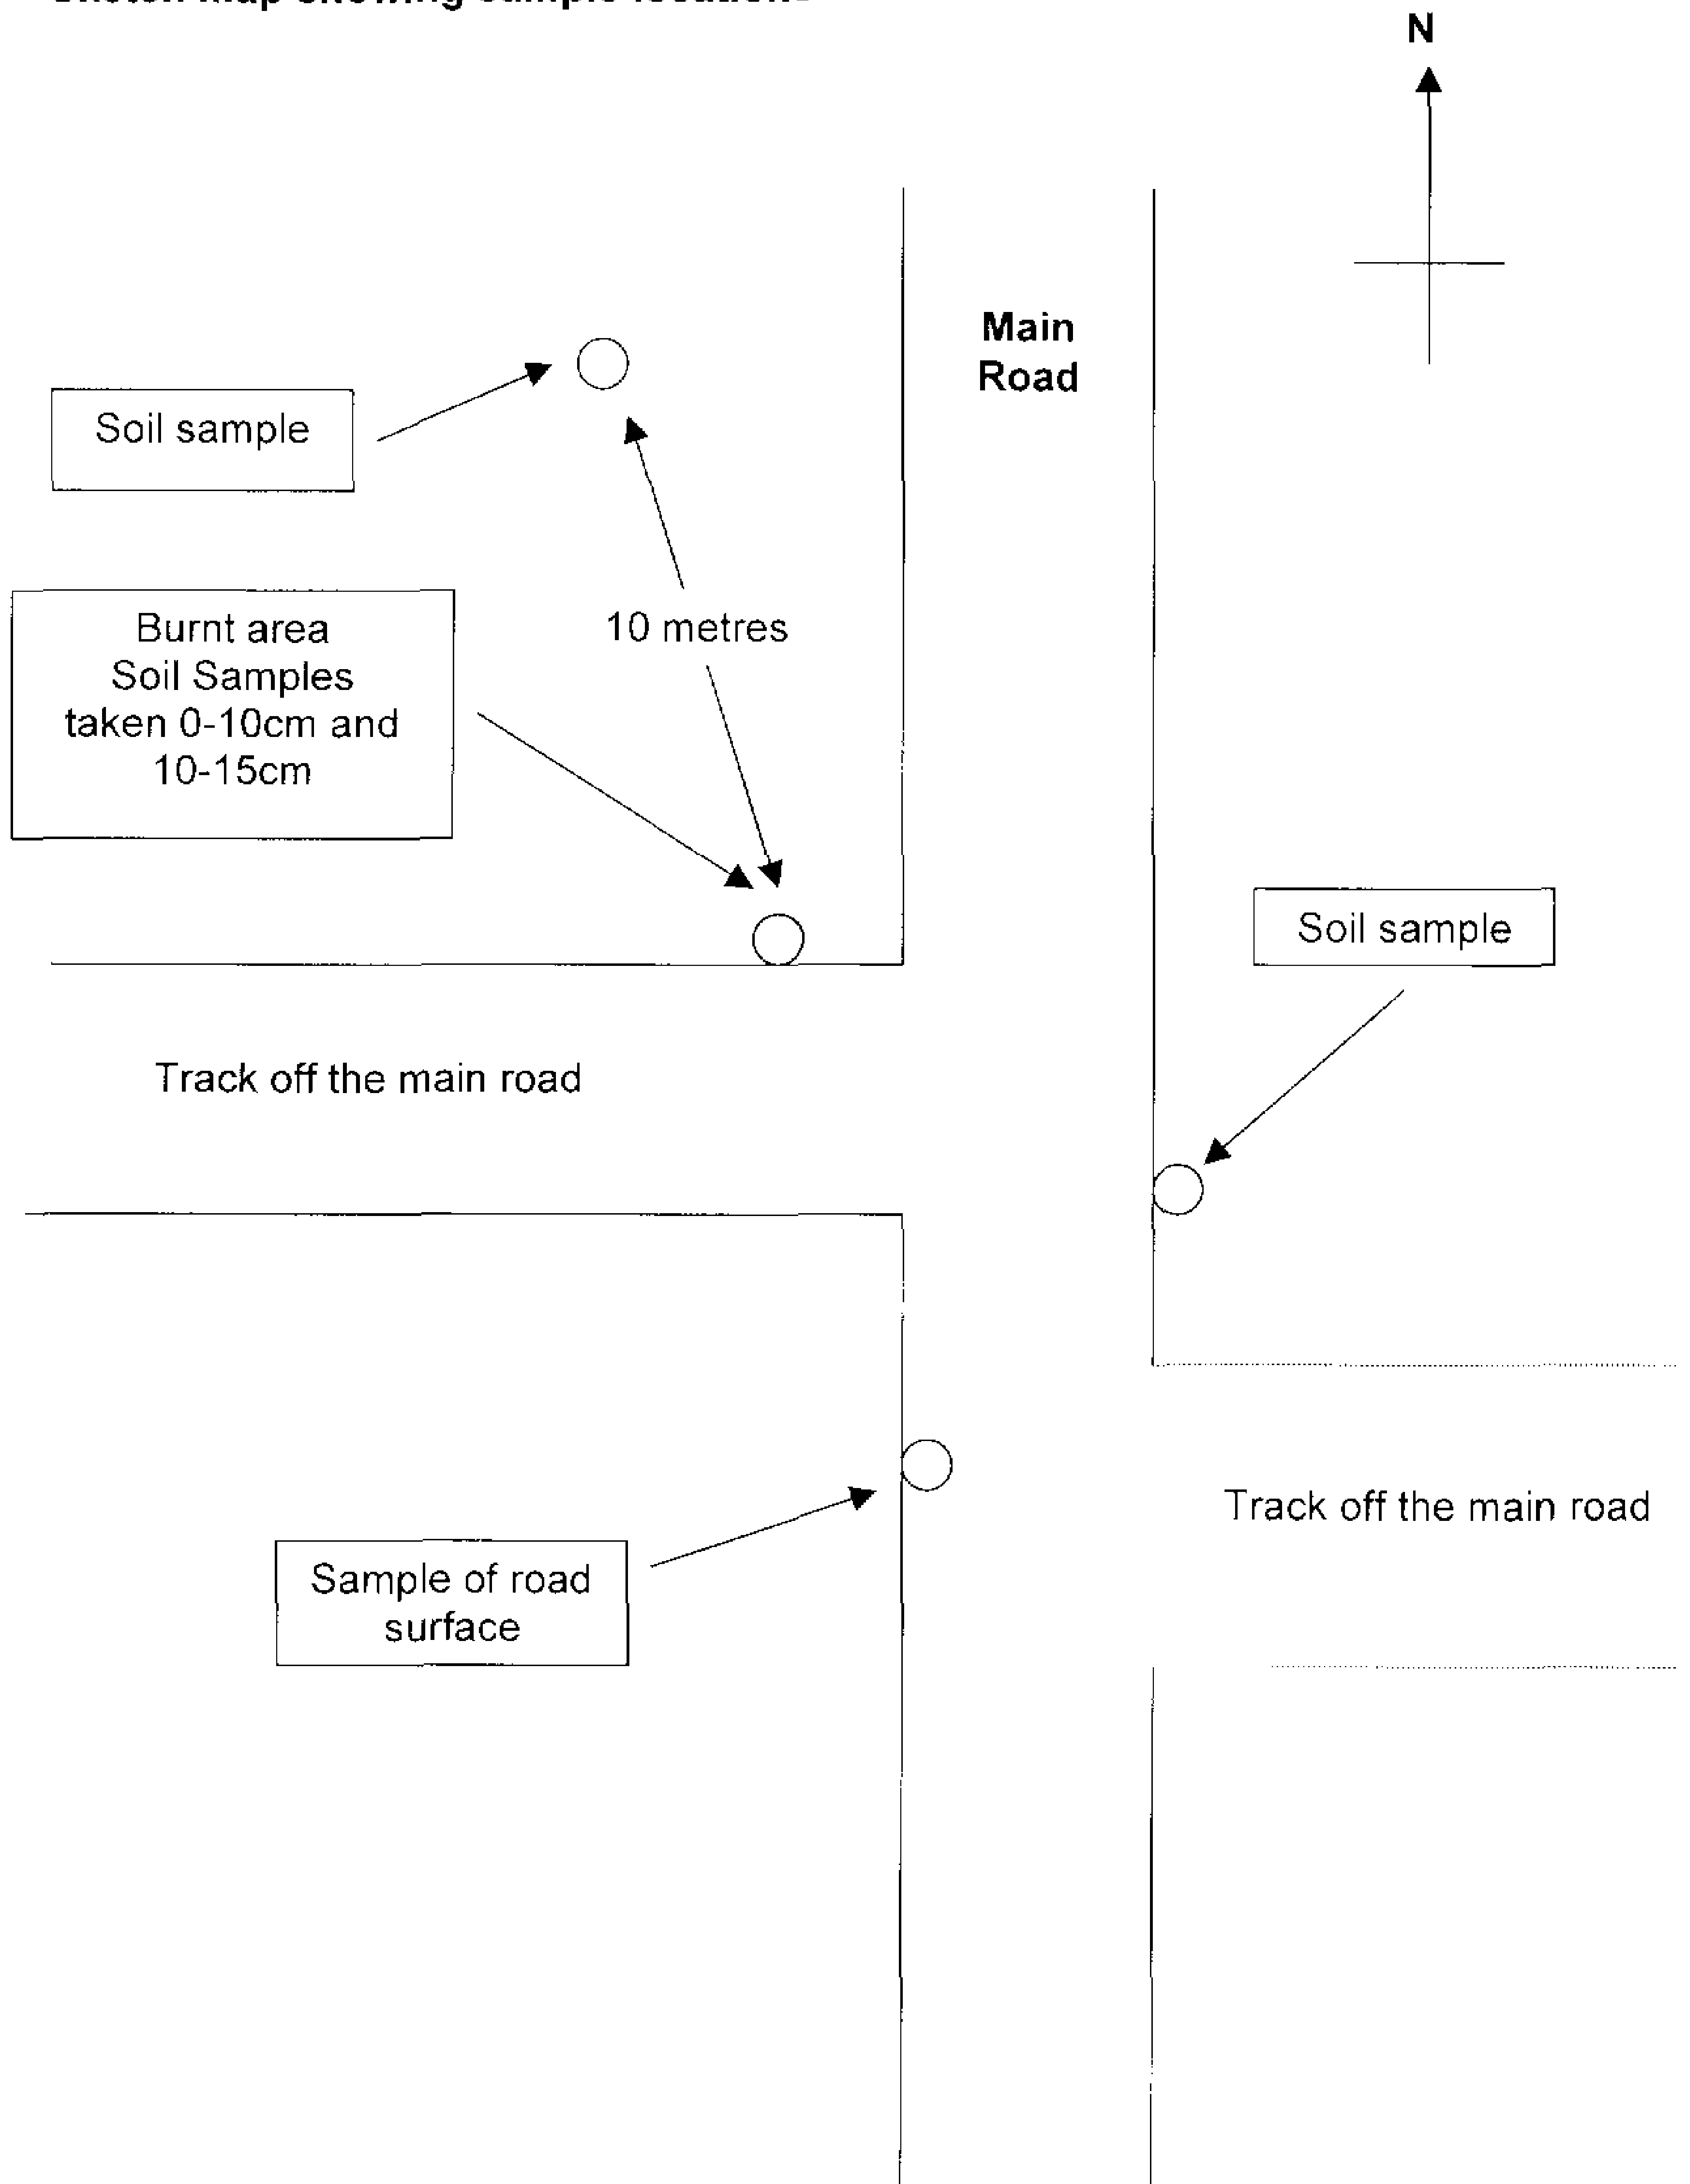 N
Main
Road
Soil sample
Burnt area
Soil Samples
taken 0-10cm and
10-15cm
10 metres
Soil sample
Track off the main road
Track off the main road
Sample of road
surface